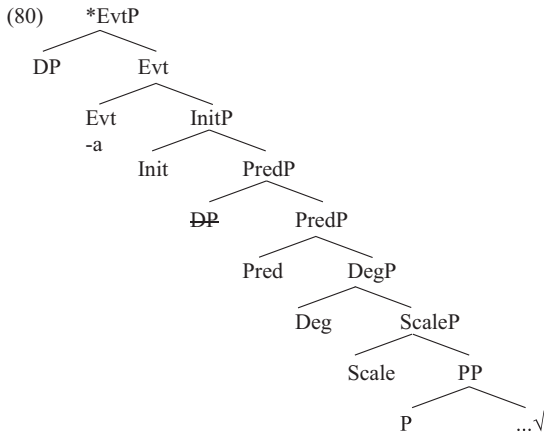 (80) *EvtP
DP Evt
Evt InitP
-a
Init PredP
DP PredP
Pred DegP
Deg ScaleP
Scale PP
P ...√